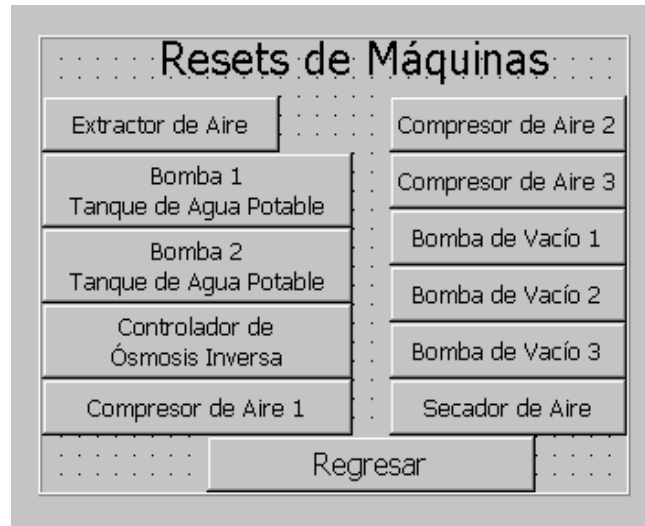 Resets de Máquinas
Extractor de Aire
Bomba 1
Tanque de Agua Potable
Bomba 2
Tanque de Agua Potable
Controlador de
Ósmosis Inversa
Compresor de Aire 1
Compresor de Aire 2
Compresor de Aire 3
Bomba de Vacío 1
Bomba de Vacío 2
Bomba de Vacío 3
Secador de Aire
Regresar